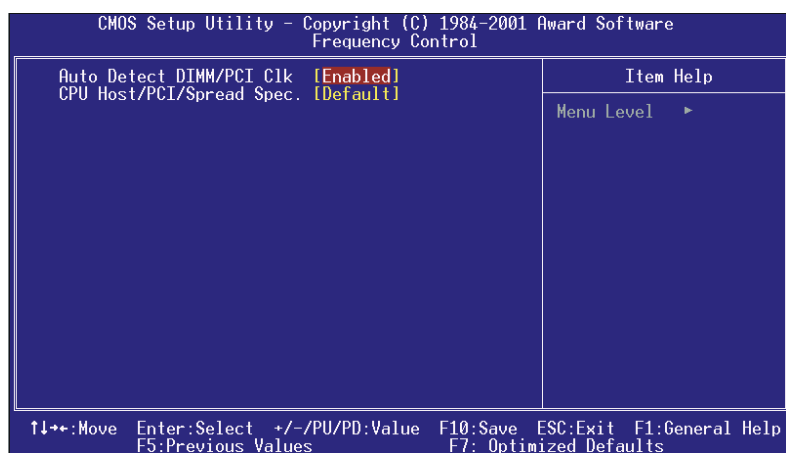 CMOS Setup Utility – Copyright (C) 1984–2001 Award Software
Frequency Control
Auto Detect DIMM/PCI Clk [Enabled]
CPU Host/PCI/Spread Spec. [Default]
Item Help
Menu Level ►
↑↓→←:Move Enter:Select +/-/PU/PD:Value F10:Save ESC:Exit F1:General Help
F5:Previous Values F7: Optimized Defaults